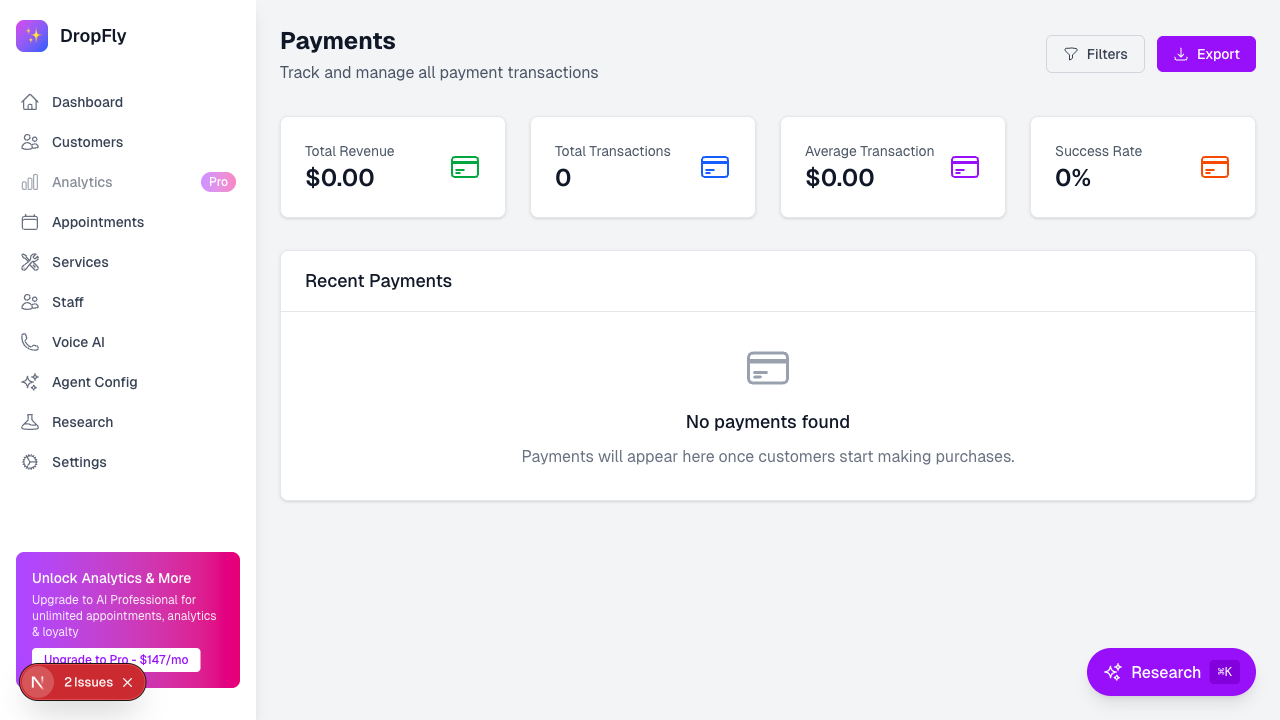 DropFly
Dashboard
Customers
Analytics
Pro
Appointments
Services
Staff
Voice AI
Agent Config
Research
Settings
Unlock Analytics & More
Upgrade to AI Professional for
unlimited appointments, analytics
& loyalty
Upgrade to Pro - $147/mo
N
2 Issues
Payments
Track and manage all payment transactions
Filters
Export
Total Revenue
$0.00
Total Transactions
0
Average Transaction
$0.00
Success Rate
0%
Recent Payments
No payments found
Payments will appear here once customers start making purchases.
Research
⌘K